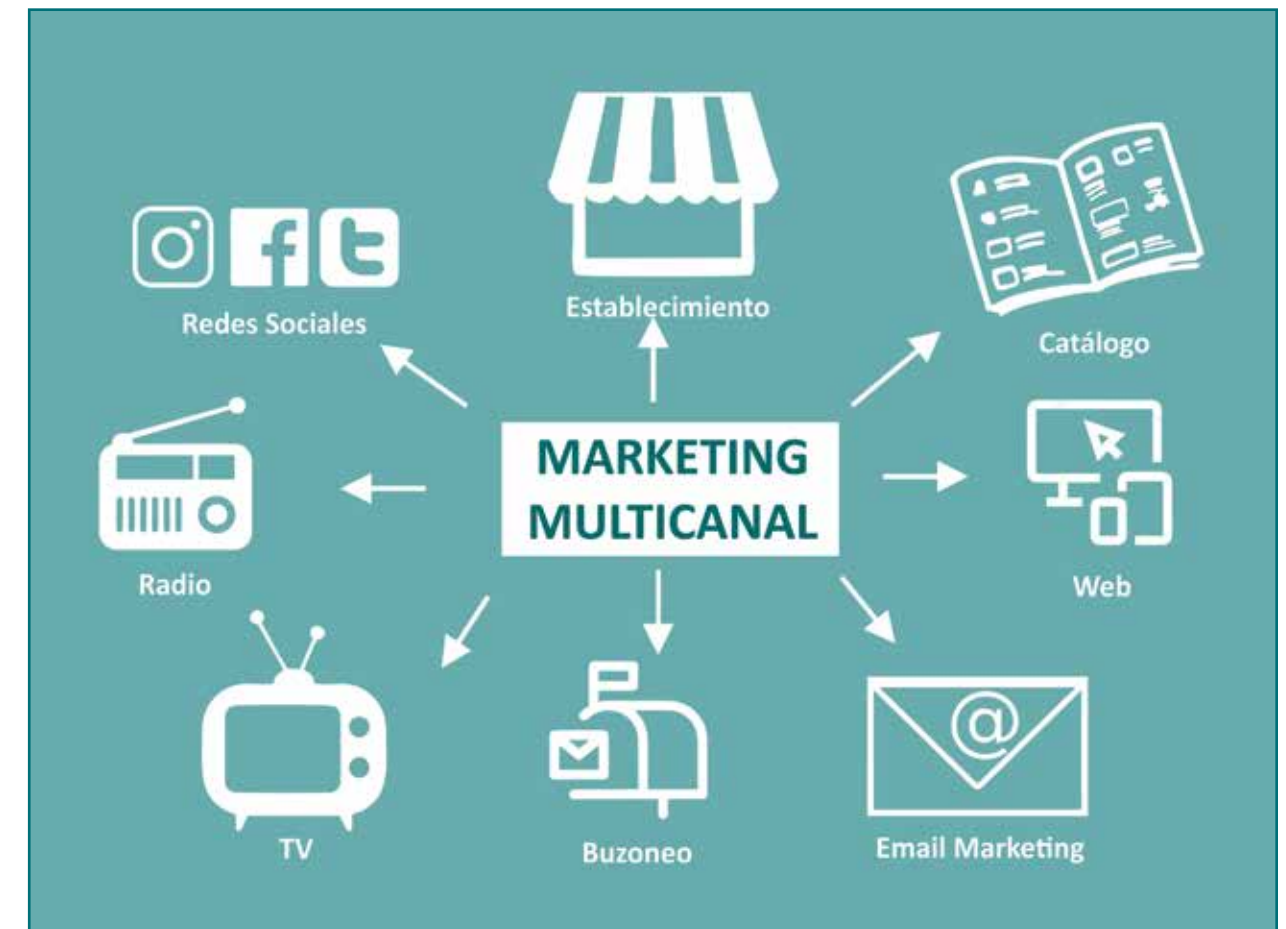 Establecimiento
Redes Sociales
Catálogo
MARKETING
MULTICANAL
Radio
Web
TV
Buzoneo
Email Marketing